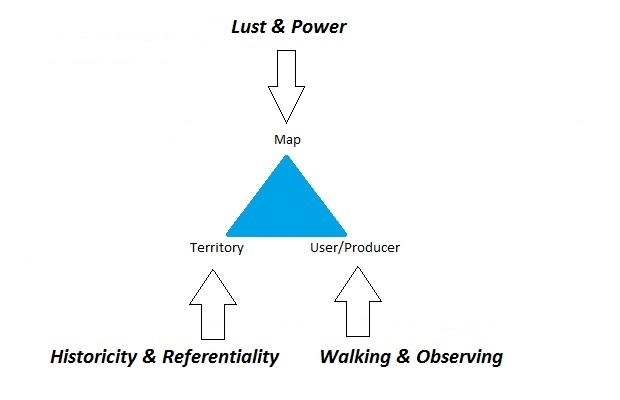 Lust & Power
Map
Territory
User/Producer
Historicity & Referentiality
Walking & Observing